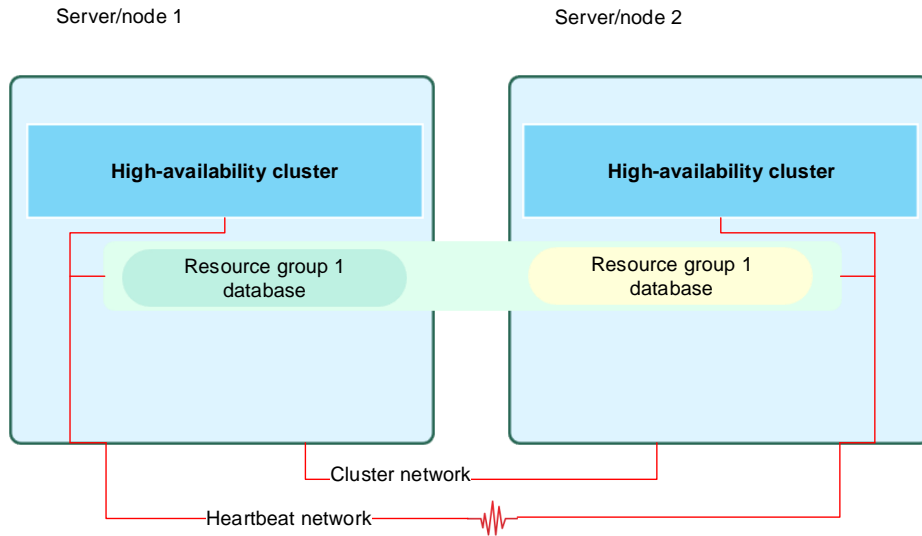 Server/node 1
Server/node 2
High-availability cluster
High-availability cluster
Resource group 1
database
Resource group 1
database
Cluster network
Heartbeat network